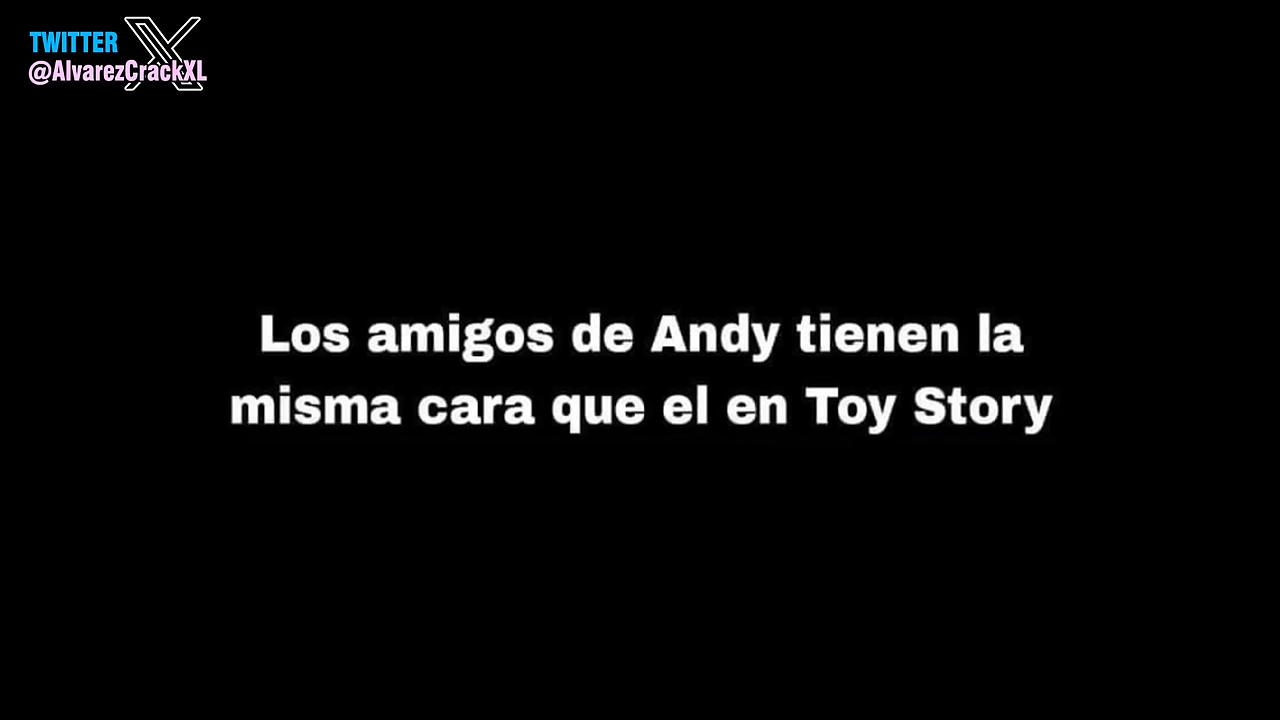 TWITTER
@AlvarezCrackXL
Los amigos de Andy tienen la
misma cara que el en Toy Story